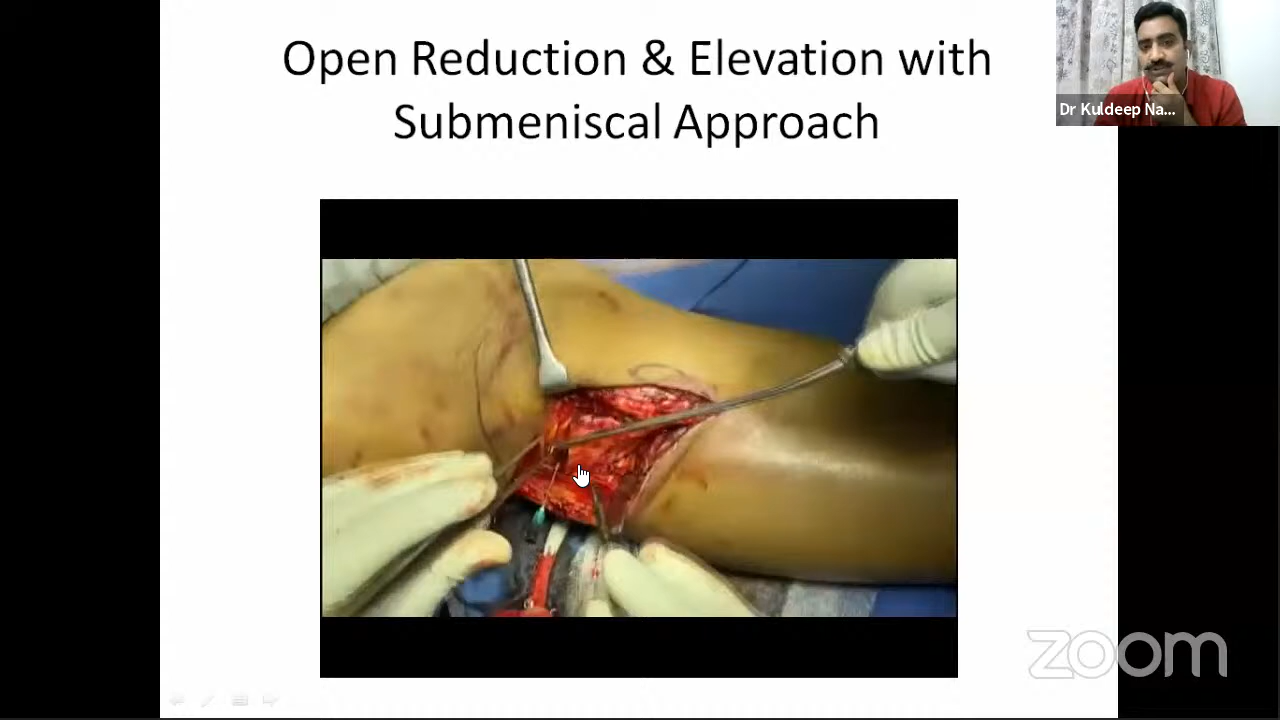 Open Reduction & Elevation with
Submeniscal Approach
Dr Kuldeep Na...
zoom